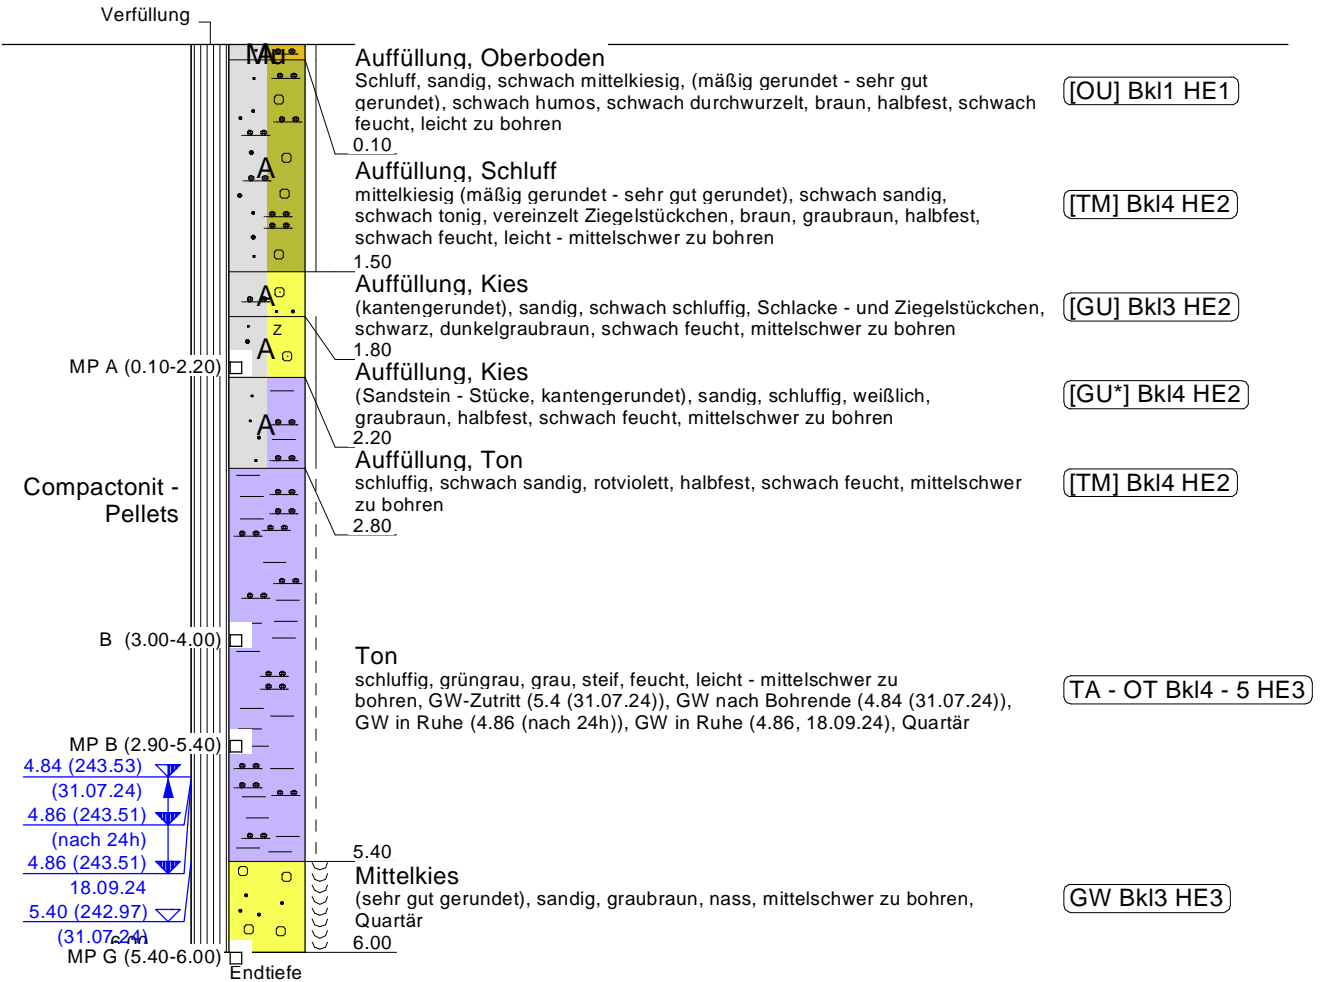 Verfüllung
Mu
A
Auffüllung, Oberboden
Schluff, sandig, schwach mittelkiesig, (mäßig gerundet - sehr gut
gerundet), schwach humos, schwach durchwurzelt, braun, halbfest, schwach
feucht, leicht zu bohren
0.10
[OU] Bkl1 HE1
A
Auffüllung, Schluff
mittelkiesig (mäßig gerundet - sehr gut gerundet), schwach sandig,
schwach tonig, vereinzelt Ziegelstückchen, braun, graubraun, halbfest,
schwach feucht, leicht - mittelschwer zu bohren
1.50
[TM] Bkl4 HE2
A
Auffüllung, Kies
(kantengerundet), sandig, schwach schluffig, Schlacke - und Ziegelstückchen,
schwarz, dunkelgraubraun, schwach feucht, mittelschwer zu bohren
1.80
[GU] Bkl3 HE2
z
A
MP A (0.10-2.20)
Auffüllung, Kies
(Sandstein - Stücke, kantengerundet), sandig, schluffig, weißlich,
graubraun, halbfest, schwach feucht, mittelschwer zu bohren
2.20
[GU*] Bkl4 HE2
A
Auffüllung, Ton
schluffig, schwach sandig, rotviolett, halbfest, schwach feucht, mittelschwer
zu bohren
2.80
[TM] Bkl4 HE2
Compactonit -
Pellets
B (3.00-4.00)
Ton
schluffig, grüngrau, grau, steif, feucht, leicht - mittelschwer zu
bohren, GW-Zutritt (5.4 (31.07.24)), GW nach Bohrende (4.84 (31.07.24)),
GW in Ruhe (4.86 (nach 24h)), GW in Ruhe (4.86, 18.09.24), Quartär
5.40
TA - OT Bkl4 - 5 HE3
MP B (2.90-5.40)
4.84 (243.53)
(31.07.24)
4.86 (243.51)
(nach 24h)
4.86 (243.51)
18.09.24
5.40 (242.97)
(31.07.24)
6.00
MP G (5.40-6.00)
Mittelkies
(sehr gut gerundet), sandig, graubraun, nass, mittelschwer zu bohren,
Quartär
6.00
GW Bkl3 HE3
Endtiefe